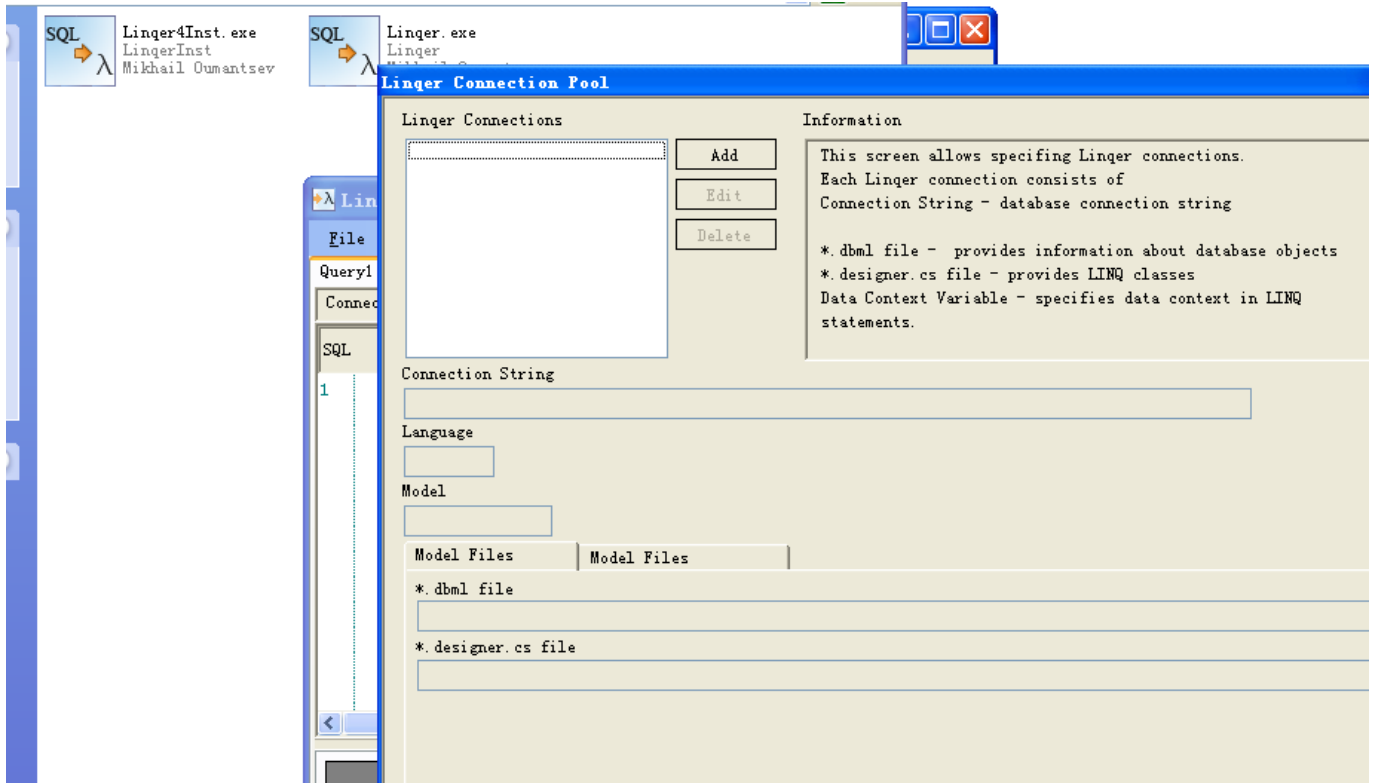 SQL
λ
Linqer4Inst.exe
LinqerInst
Mikhail Oumantsev
SQL
λ
Linqer.exe
Linqer
Linqer Connection Pool
Linqer Connections
Add
Edit
Delete
Information
This screen allows specifing Linqer connections.
Each Linqer connection consists of
Connection String - database connection string
*.dbml file - provides information about database objects
*.designer.cs file - provides LINQ classes
Data Context Variable - specifies data context in LINQ
statements.
λ Lin
File
Query1
Connec
SQL
1
Connection String
Language
Model
Model Files
Model Files
*.dbml file
*.designer.cs file